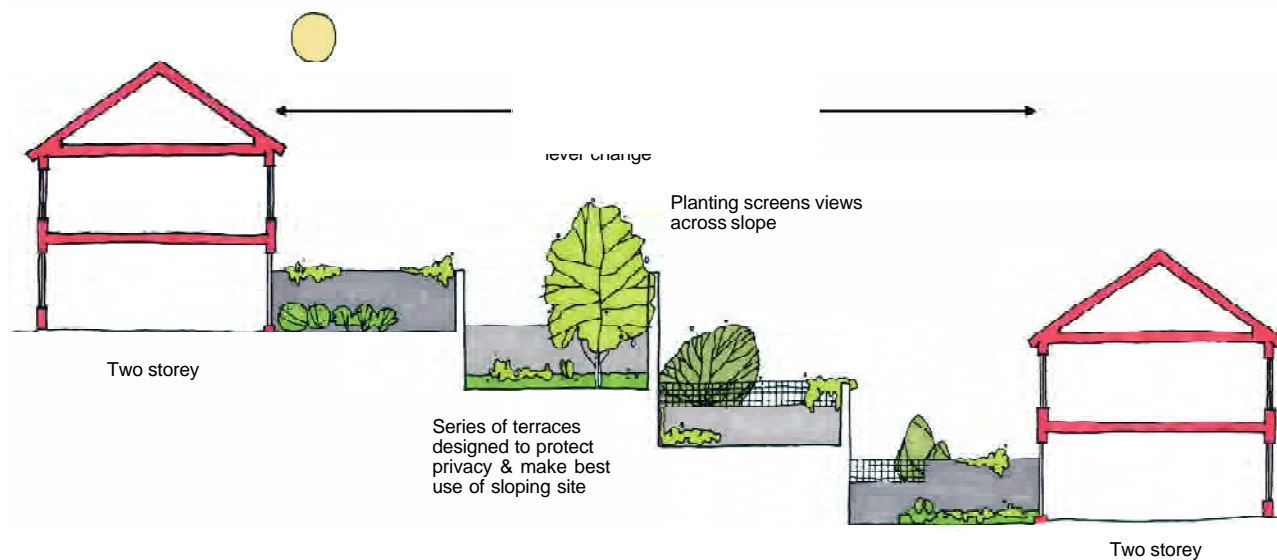 level change
Planting screens views
across slope
Two storey
Series of terraces
designed to protect
privacy & make best
use of sloping site
Two storey